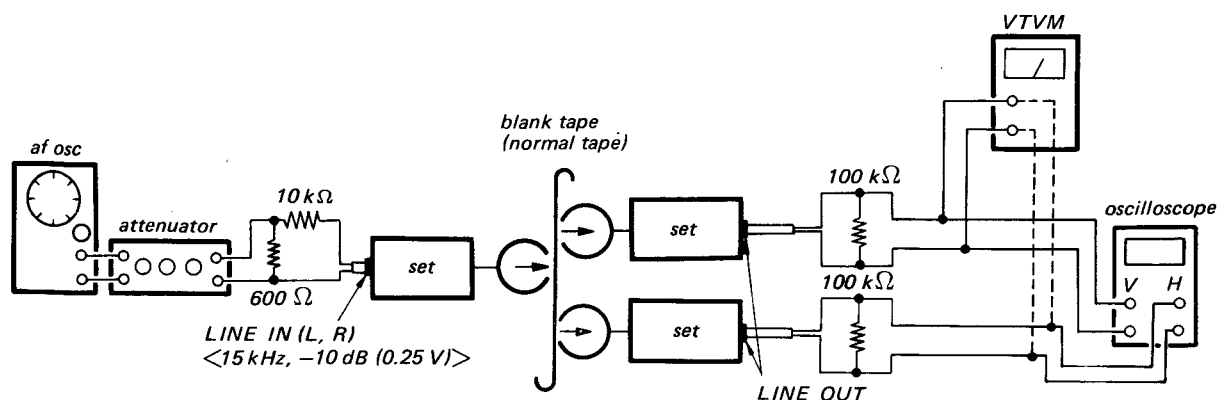 VTVM
blank tape
(normal tape)
af osc
attenuator
10 kΩ
600 Ω
set
LINE IN (L, R)
<15 kHz, −10 dB (0.25 V)>
set
100 kΩ
set
100 kΩ
LINE OUT
oscilloscope
V H